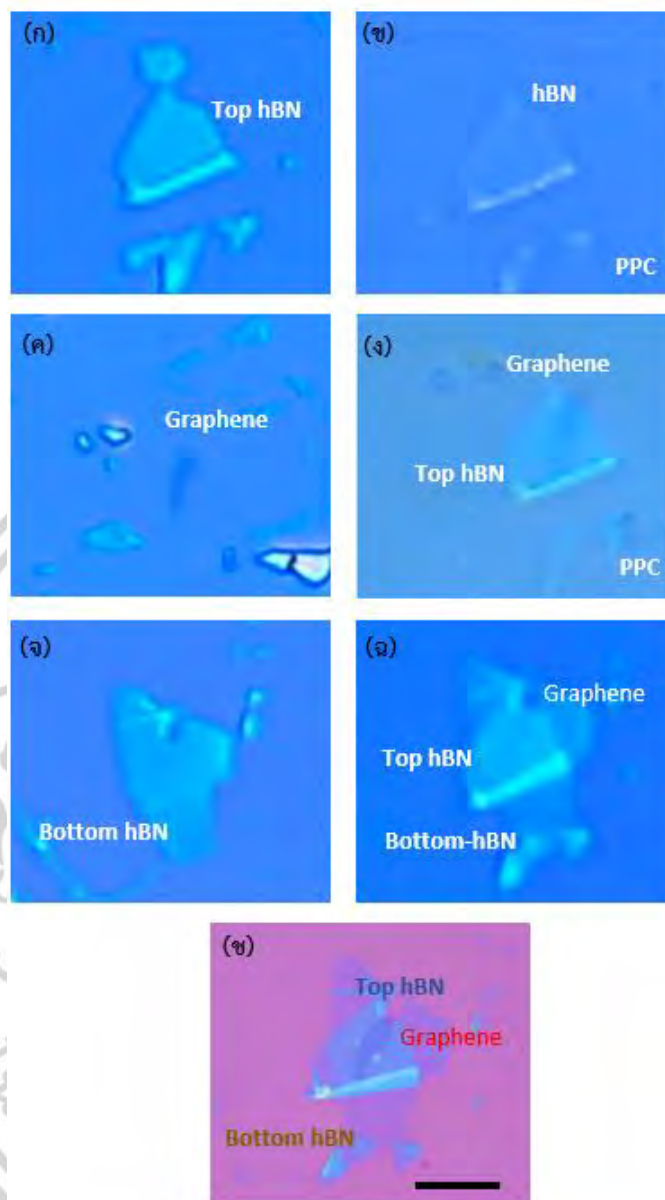 (ก)
Top hBN
(ข)
hBN
PPC
(ค)
Graphene
(ง)
Graphene
Top hBN
PPC
(จ)
Bottom hBN
(ฉ)
Graphene
Top hBN
Bottom-hBN
(ช)
Top hBN
Graphene
Bottom hBN